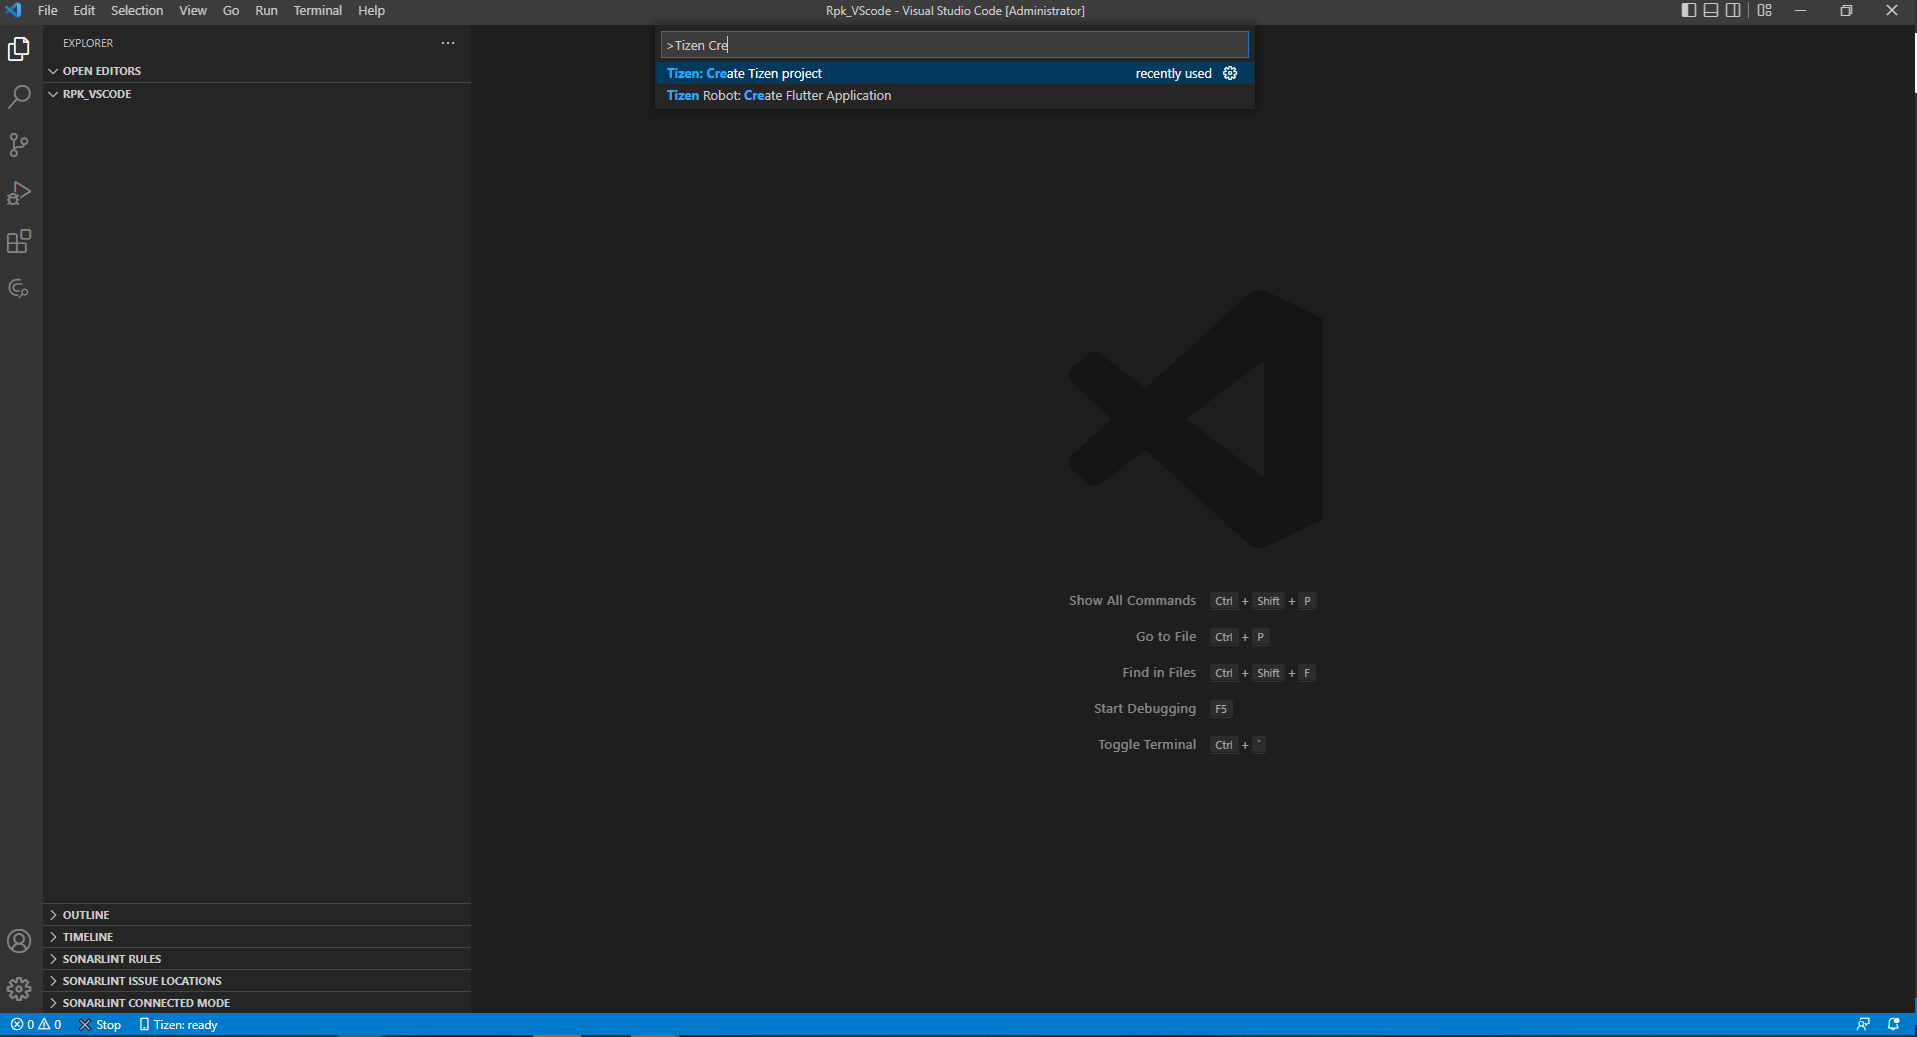 File Edit Selection View Go Run Terminal Help
Rpk_VScode - Visual Studio Code [Administrator]
>Tizen Cre
Tizen: Create Tizen project recently used
Tizen Robot: Create Flutter Application
EXPLORER
OPEN EDITORS
RPK_VSCODE
Show All Commands Ctrl + Shift + P
Go to File Ctrl + P
Find in Files Ctrl + Shift + F
Start Debugging F5
Toggle Terminal Ctrl + `
OUTLINE
TIMELINE
SONARLINT RULES
SONARLINT ISSUE LOCATIONS
SONARLINT CONNECTED MODE
0 0 Stop Tizen: ready